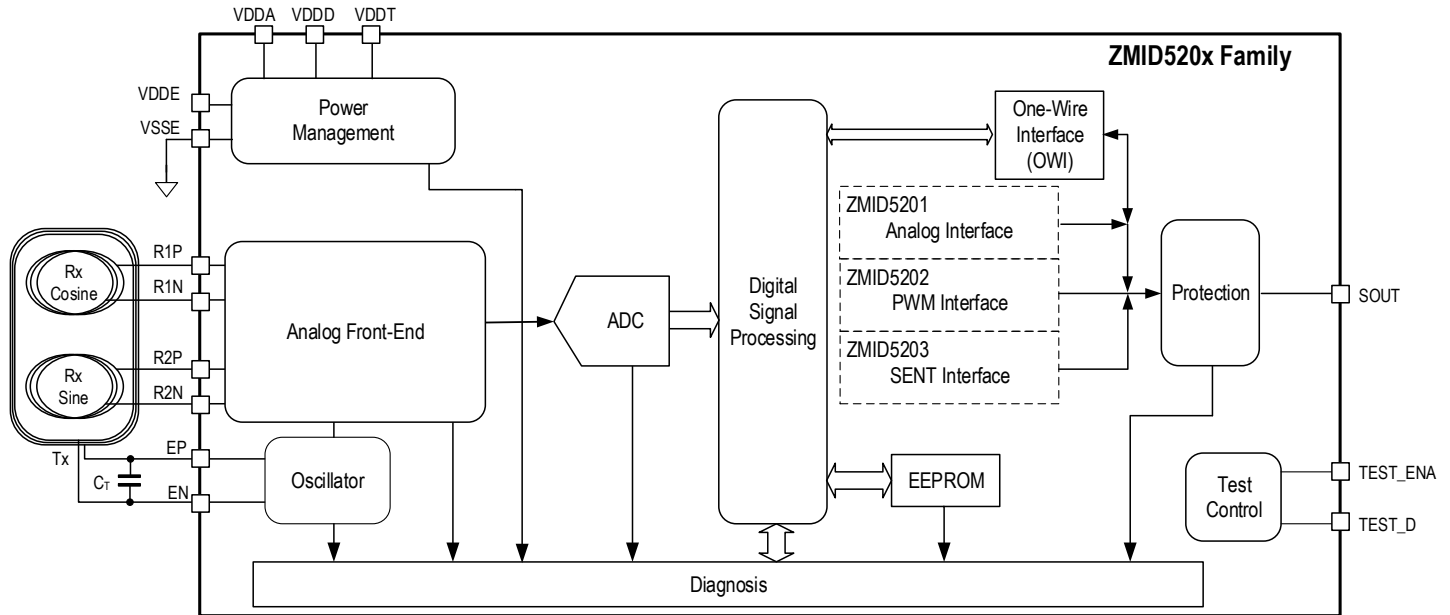 VDDA VDDD VDDT
ZMID520x Family
VDDE
VSSE
Power
Management
One-Wire
Interface
(OWI)
ZMID5201
Analog Interface
ZMID5202
PWM Interface
ZMID5203
SENT Interface
R1P
R1N
R2P
R2N
Rx
Cosine
Rx
Sine
Analog Front-End
ADC
Digital
Signal
Processing
Protection
SOUT
Tx
CT
EP
EN
Oscillator
EEPROM
Test
Control
TEST_ENA
TEST_D
Diagnosis